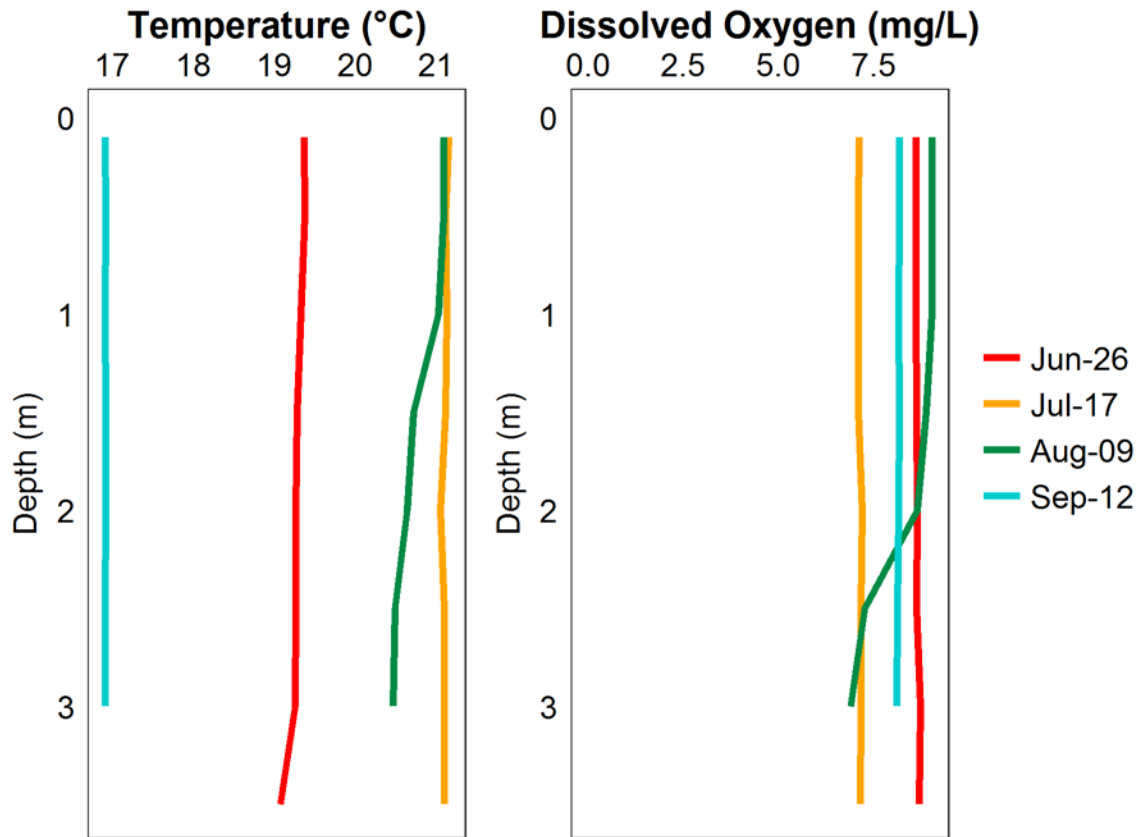 Temperature (°C)
17 18 19 20 21
0
1
2
3
Depth (m)
Dissolved Oxygen (mg/L)
0.0 2.5 5.0 7.5
0
1
2
3
Depth (m)
Jun-26
Jul-17
Aug-09
Sep-12